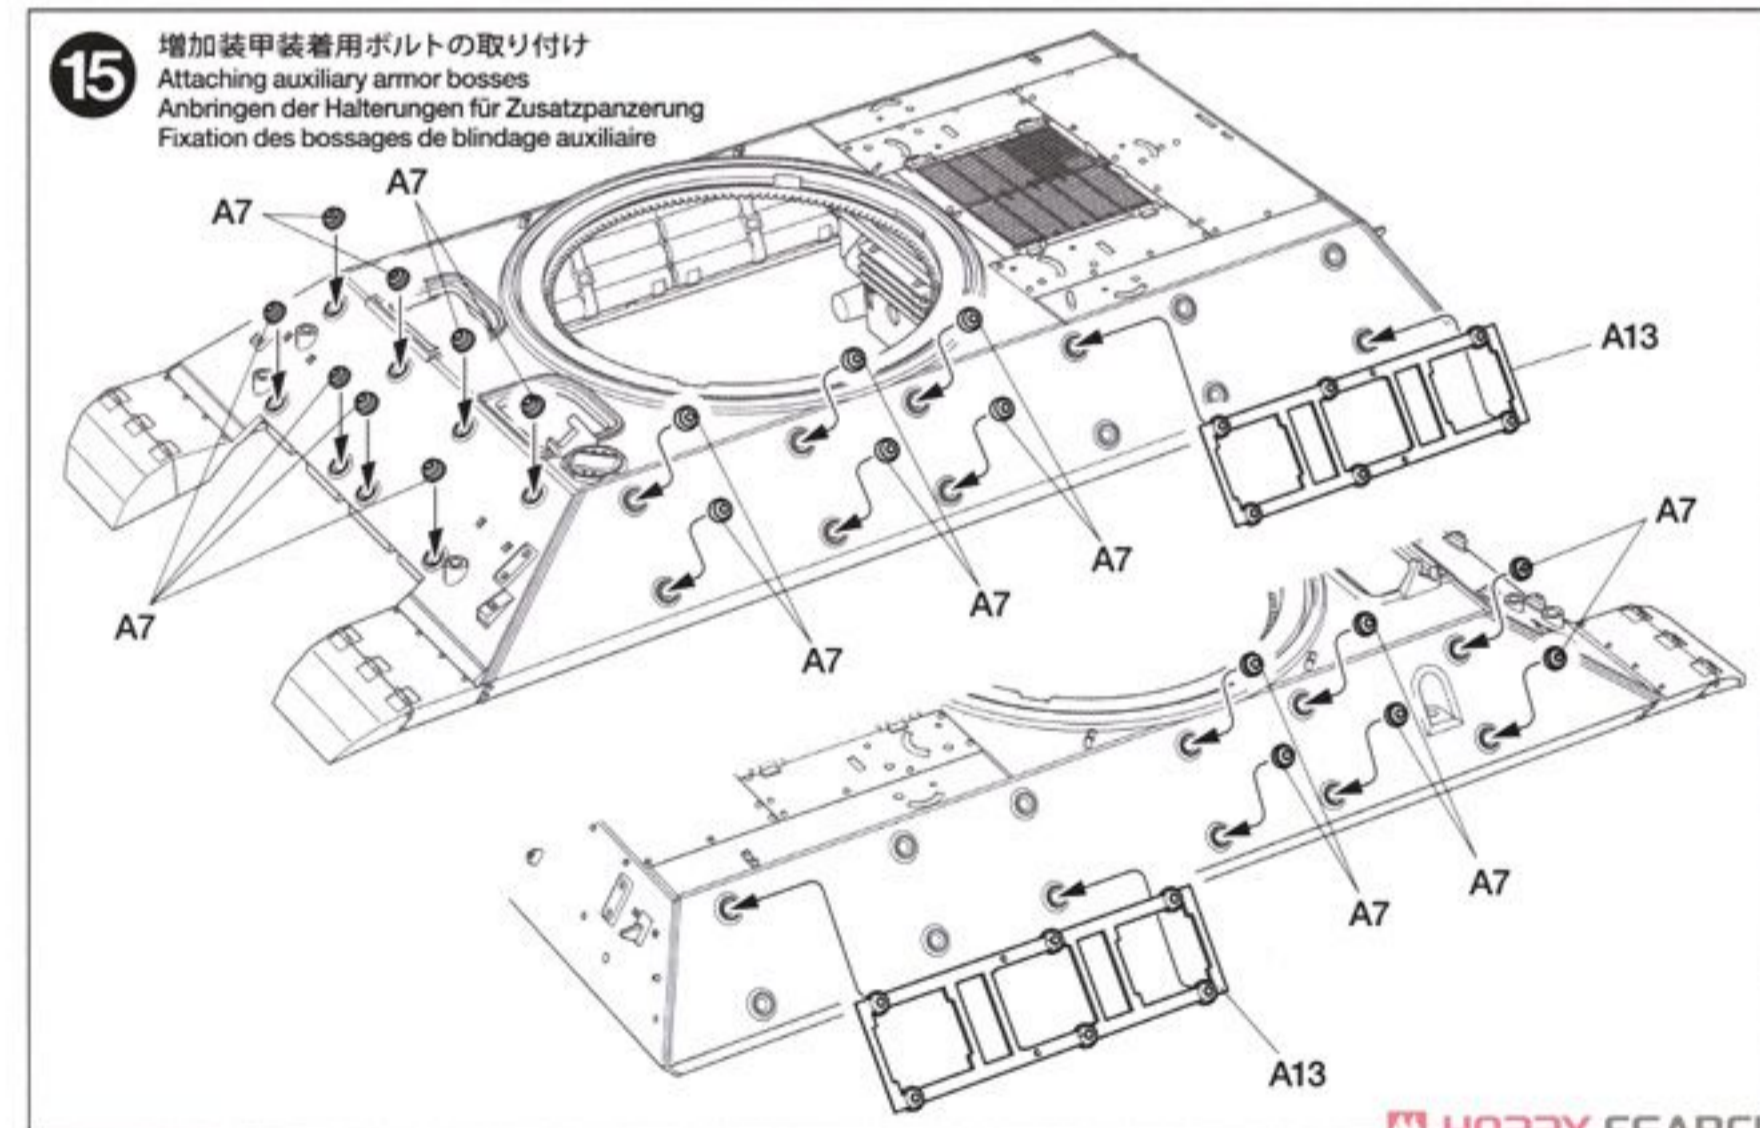 15
増加装甲装着用ボルトの取り付け
Attaching auxiliary armor bosses
Anbringen der Halterungen für Zusatzpanzerung
Fixation des bossages de blindage auxiliaire
A7
A7
A13
A7
A7
A7
A7
A7
A7
A7
A13